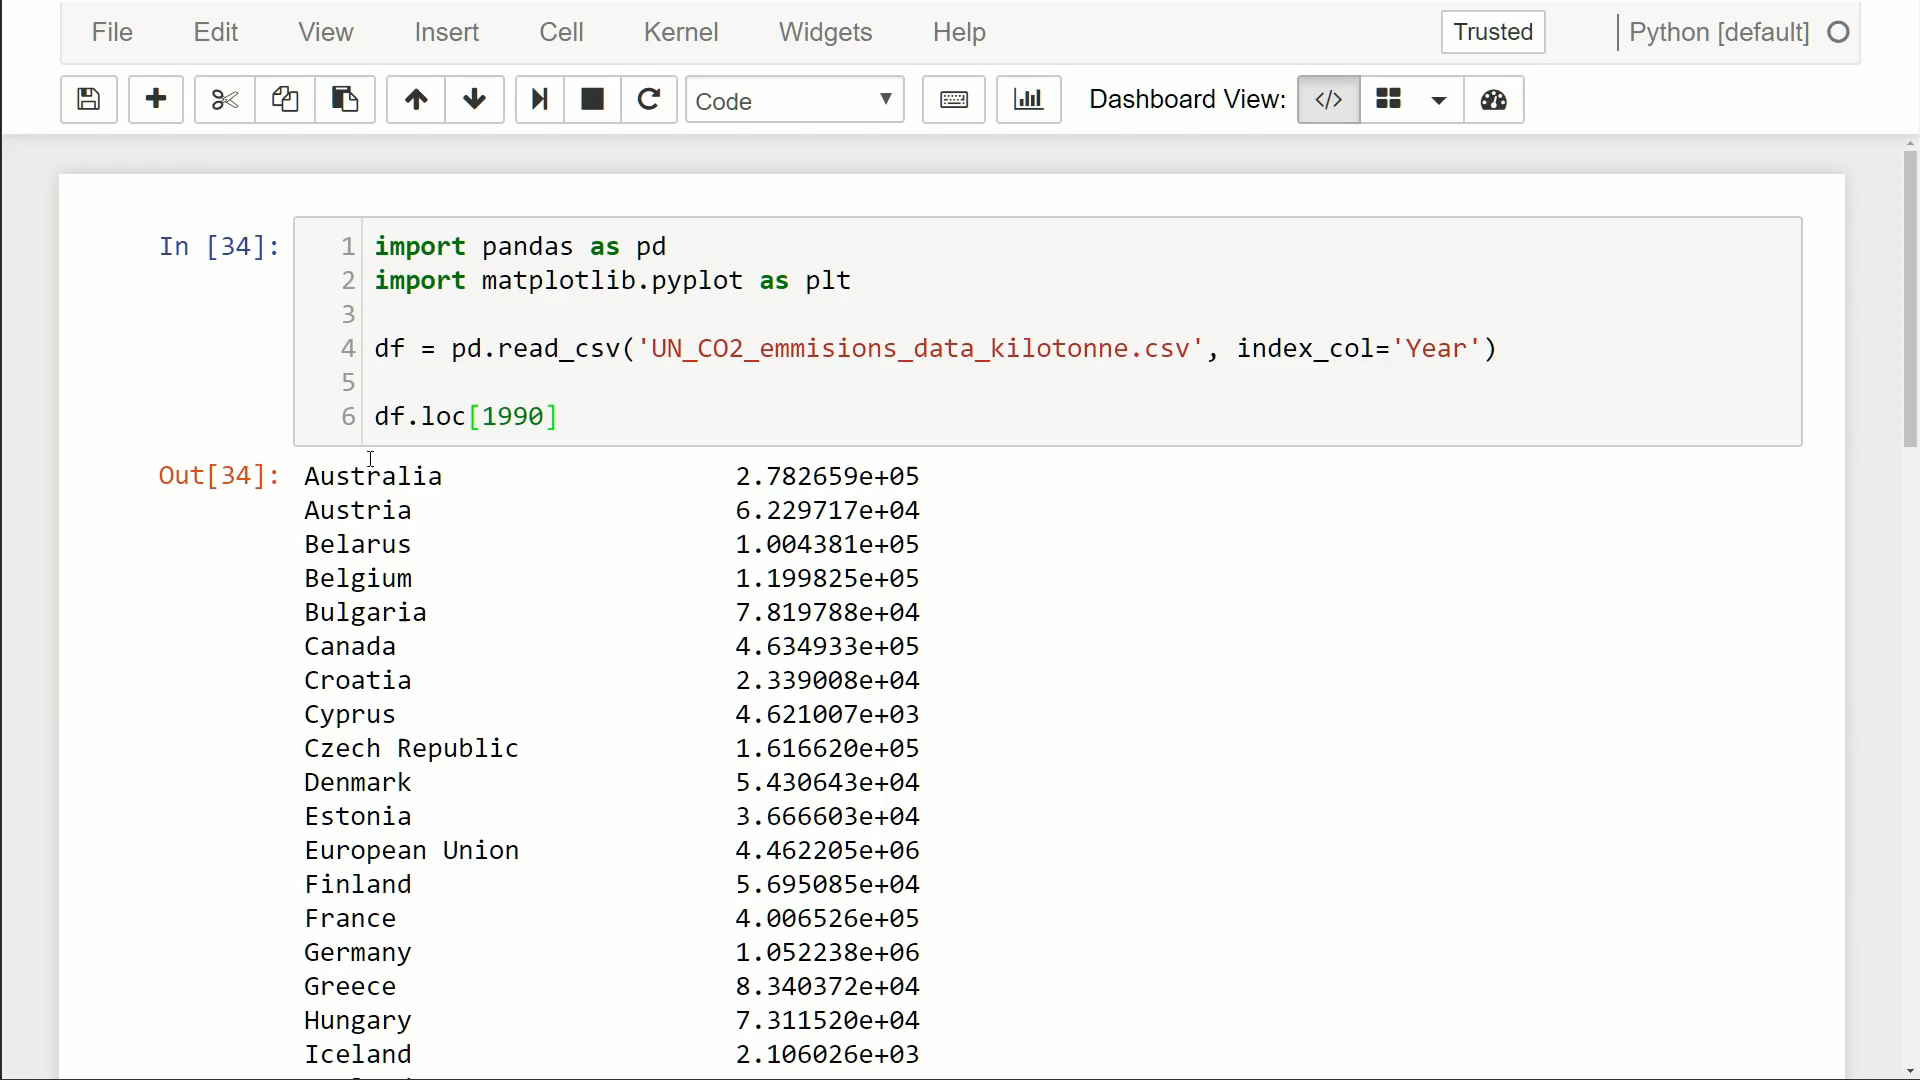 File Edit View Insert Cell Kernel Widgets Help Trusted Python [default]
Code Dashboard View: </>
In [34]:
1 import pandas as pd
2 import matplotlib.pyplot as plt
3
4 df = pd.read_csv('UN_CO2_emmisions_data_kilotonne.csv', index_col='Year')
5
6 df.loc[1990]
Out[34]: Australia 2.782659e+05
Austria 6.229717e+04
Belarus 1.004381e+05
Belgium 1.199825e+05
Bulgaria 7.819788e+04
Canada 4.634933e+05
Croatia 2.339008e+04
Cyprus 4.621007e+03
Czech Republic 1.616620e+05
Denmark 5.430643e+04
Estonia 3.666603e+04
European Union 4.462205e+06
Finland 5.695085e+04
France 4.006526e+05
Germany 1.052238e+06
Greece 8.340372e+04
Hungary 7.311520e+04
Iceland 2.106026e+03